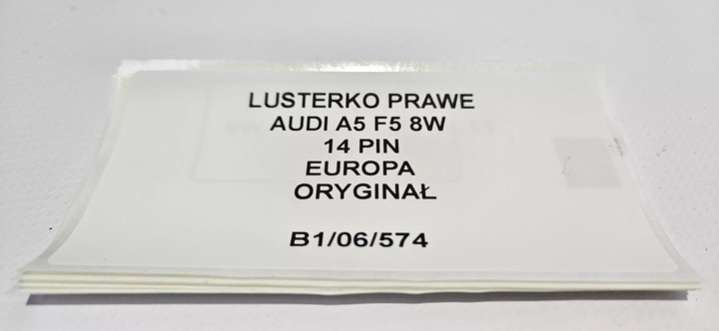 LUSTERKO PRAWE
AUDI A5 F5 8W
14 PIN
EUROPA
ORYGINAŁ
B1/06/574